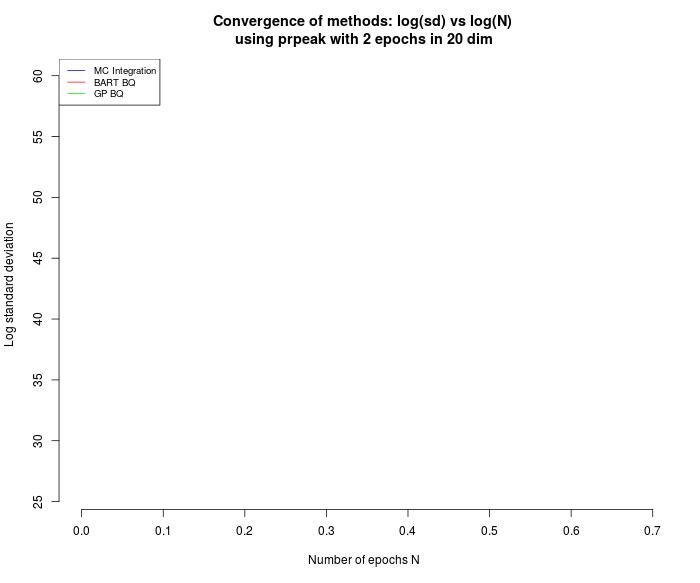 Convergence of methods: log(sd) vs log(N)
using prpeak with 2 epochs in 20 dim
MC Integration
BART BQ
GP BQ
Log standard deviation
60
55
50
45
40
35
30
25
0.0 0.1 0.2 0.3 0.4 0.5 0.6 0.7
Number of epochs N